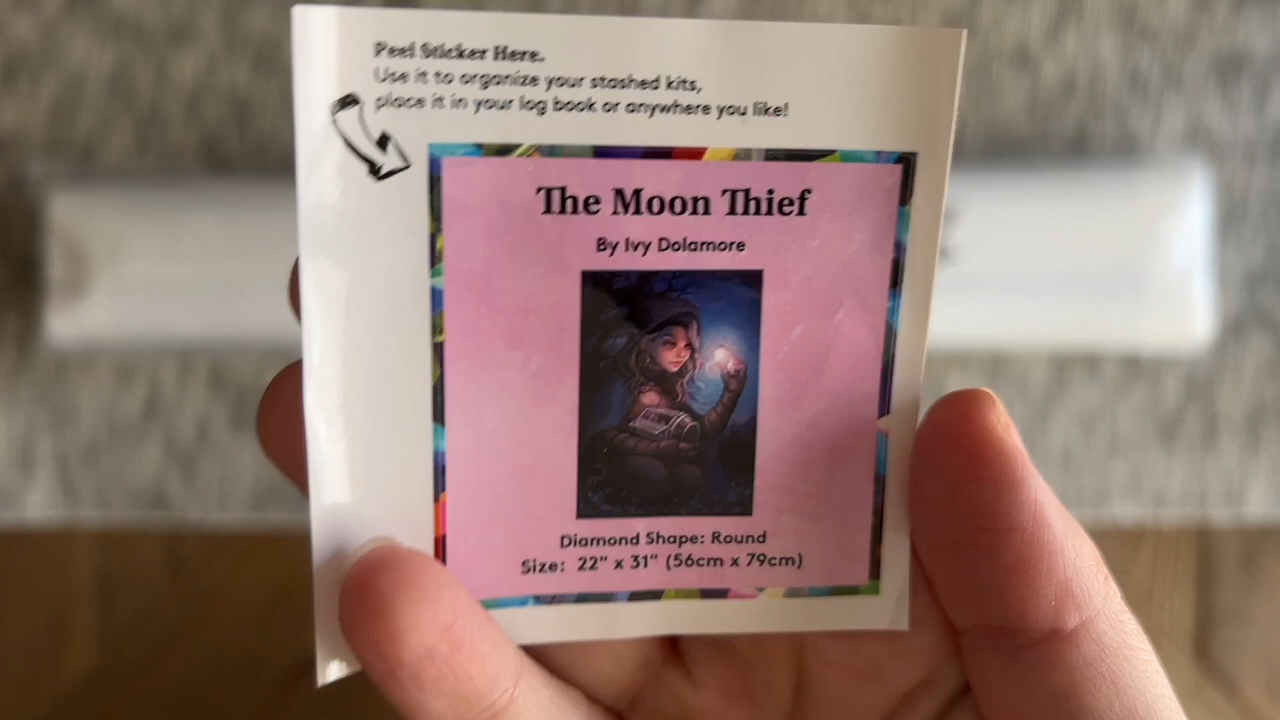 Peel Sticker Here.
Use it to organize your stashed kits,
place it in your log book or anywhere you like!
The Moon Thief
By Ivy Dolamore
Diamond Shape: Round
Size: 22" x 31" (56cm x 79cm)